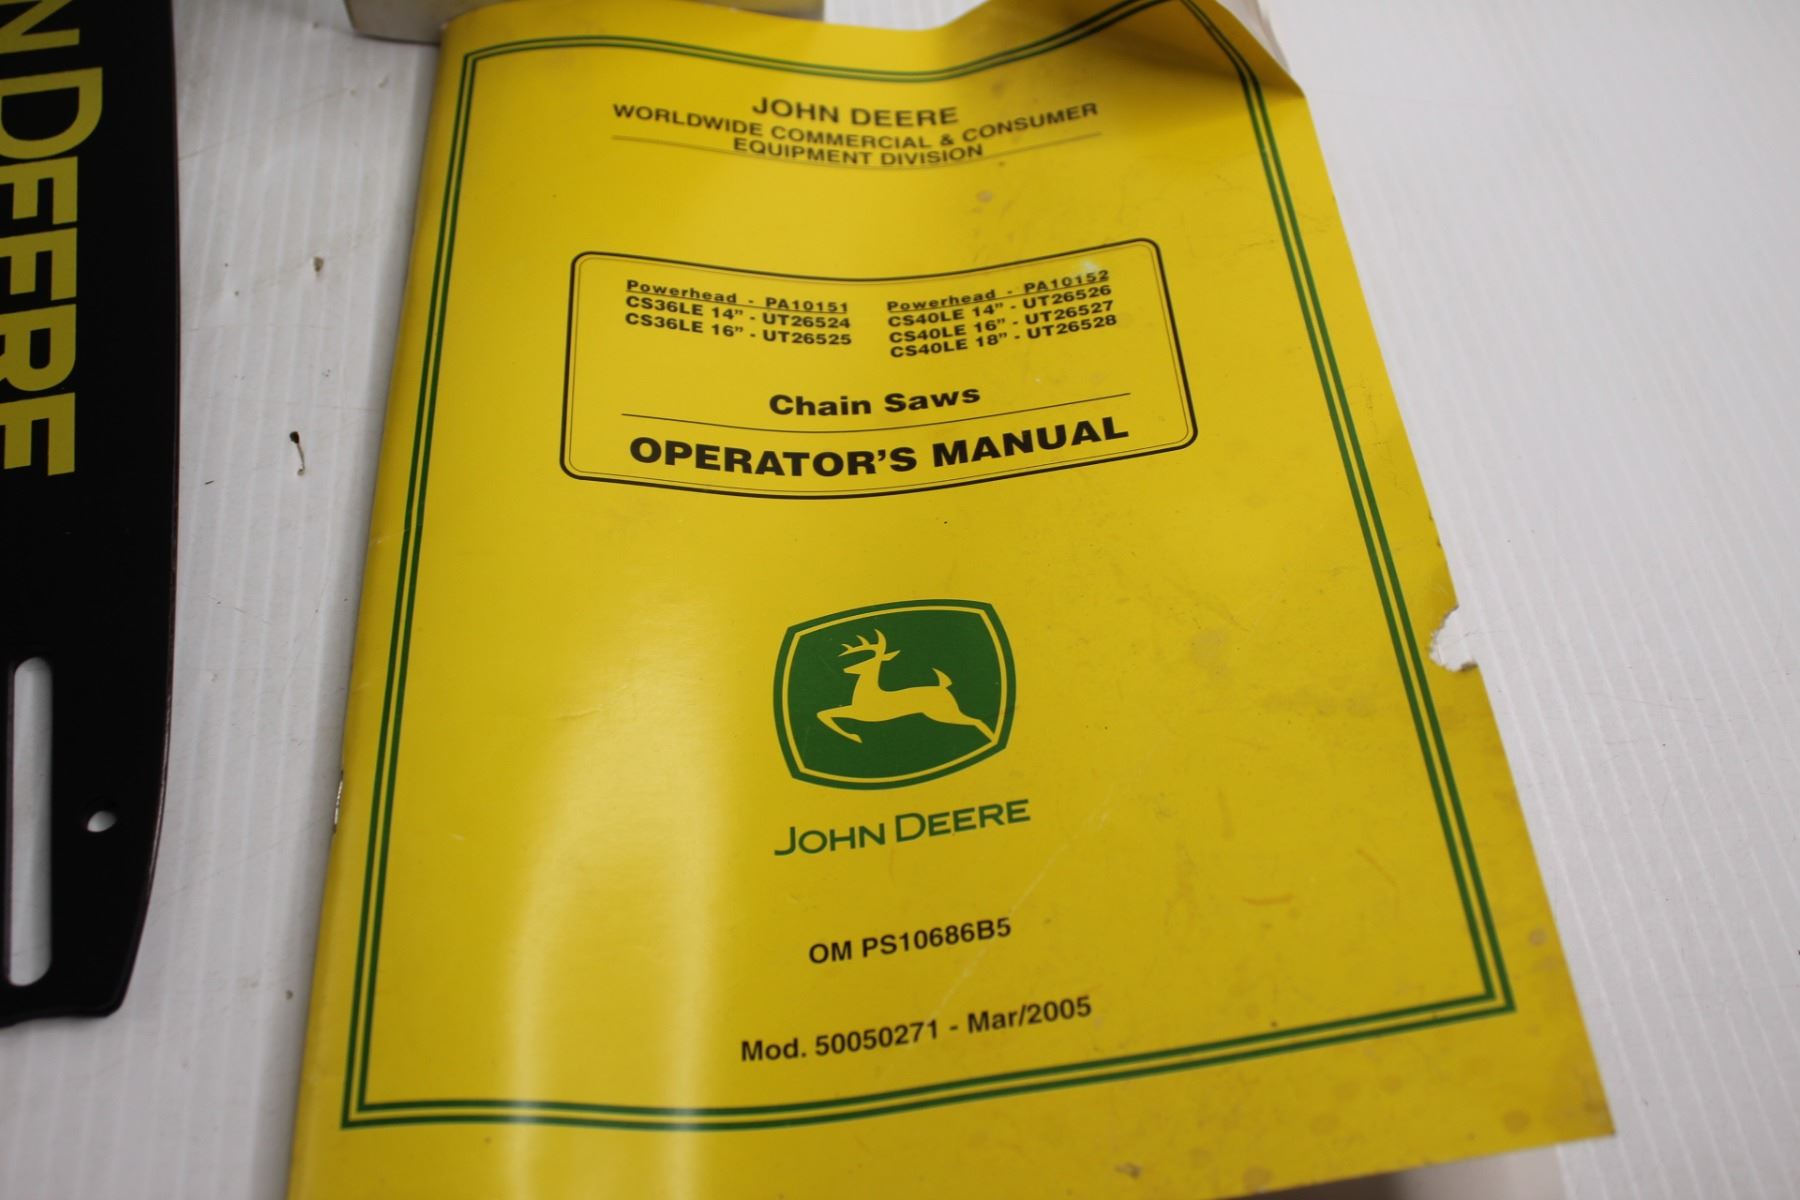 JOHN DEERE
WORLDWIDE COMMERCIAL & CONSUMER
EQUIPMENT DIVISION
Powerhead - PA10151
CS36LE 14” - UT26524
CS36LE 16” - UT26525
Powerhead - PA10152
CS40LE 14” - UT26526
CS40LE 16” - UT26527
CS40LE 18” - UT26528
Chain Saws
OPERATOR’S MANUAL
JOHN DEERE
OM PS10686B5
Mod. 50050271 - Mar/2005
N DEERE